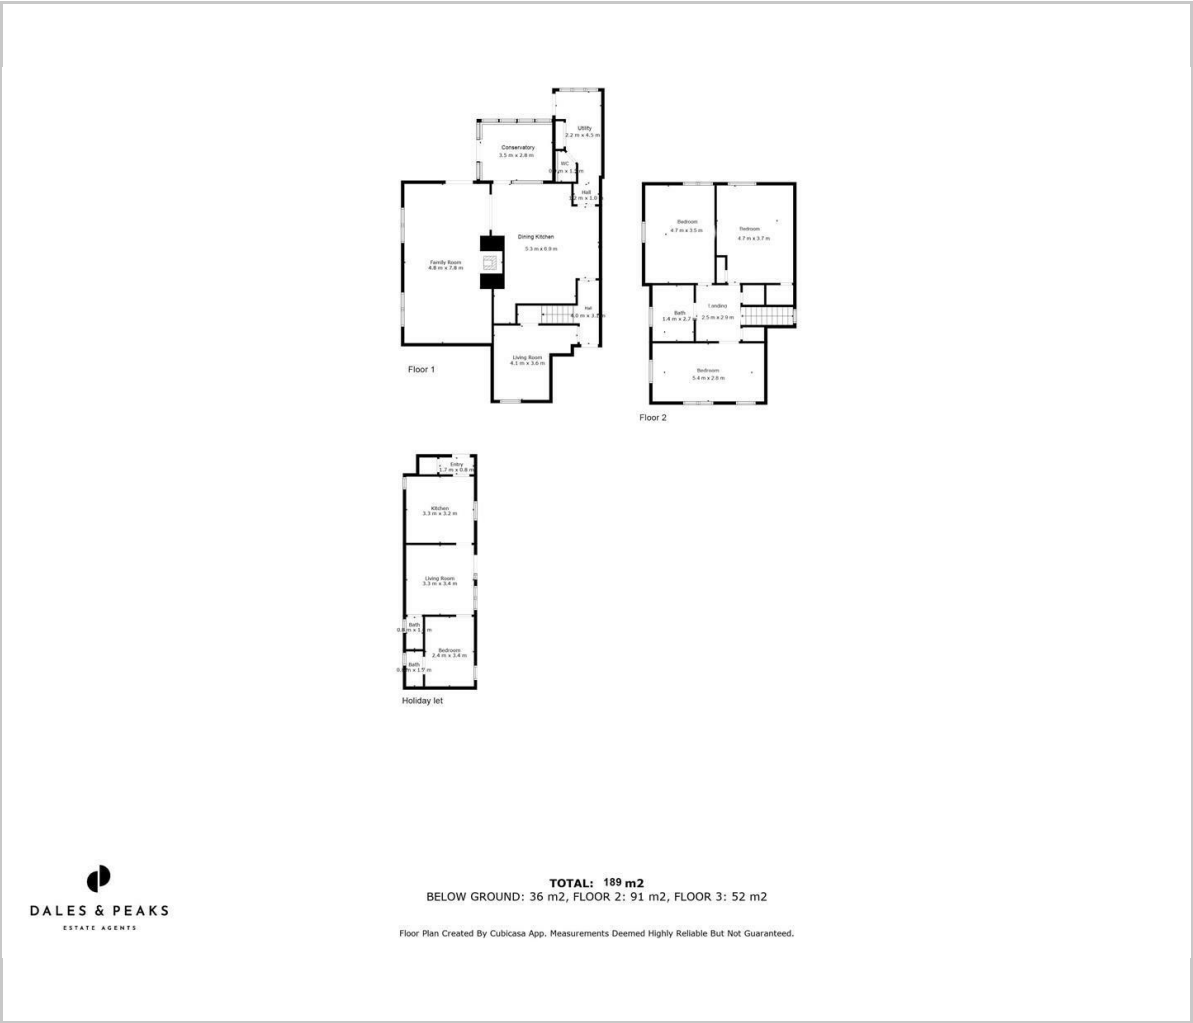 Utility
2.2 m x 4.3 m
Conservatory
3.5 m x 2.8 m
WC
Hall
Dining Kitchen
5.3 m x 6.9 m
Family Room
4.8 m x 7.8 m
Living Room
4.1 m x 3.6 m
Floor 1
Bedroom
4.7 m x 3.5 m
Bedroom
4.7 m x 3.7 m
Bath
1.4 m x 2.7
Landing
2.5 m x 2.9 m
Bedroom
5.4 m x 2.8 m
Floor 2
Entry
1.7 m x 0.8 m
Kitchen
3.3 m x 3.2 m
Living Room
3.3 m x 3.4 m
Bath
Bedroom
2.4 m x 3.4 m
Bath
Holiday let
DALES & PEAKS
ESTATE AGENTS
TOTAL: 189 m2
BELOW GROUND: 36 m2, FLOOR 2: 91 m2, FLOOR 3: 52 m2
Floor Plan Created By Cubicasa App. Measurements Deemed Highly Reliable But Not Guaranteed.